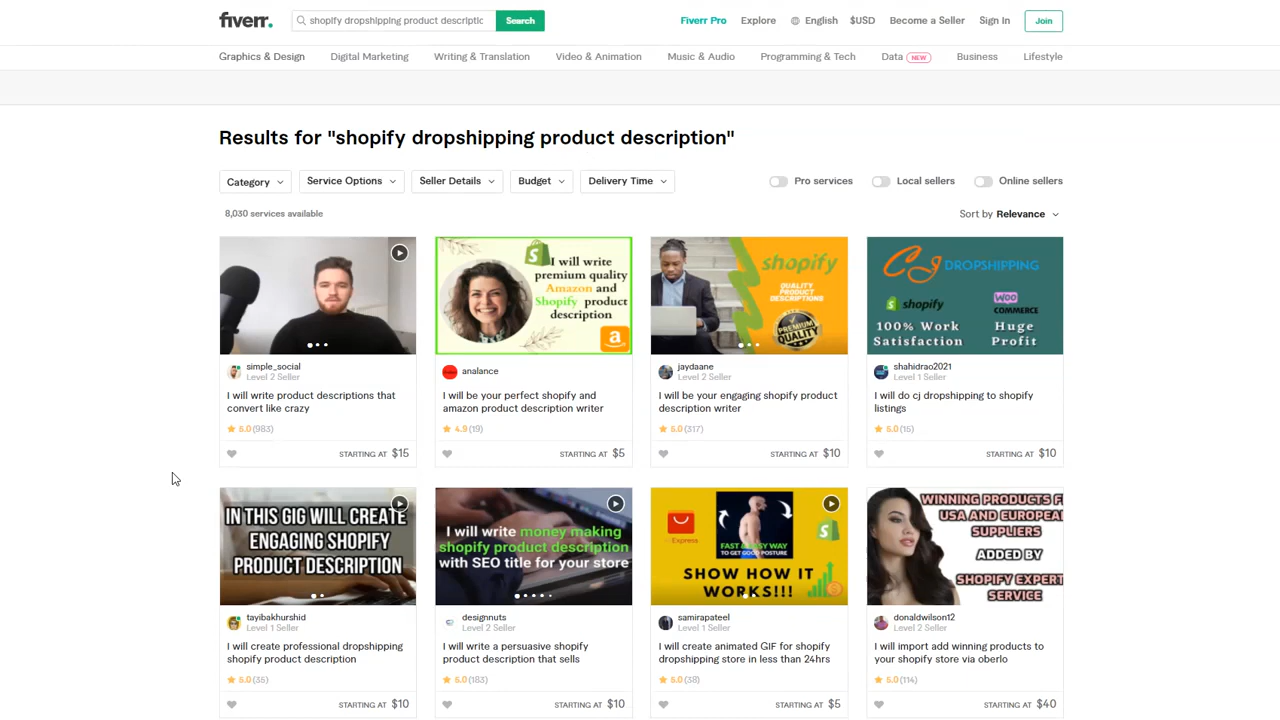 fiverr.
shopify dropshipping product descriptic
Search
Fiverr Pro
Explore
English
$USD
Become a Seller
Sign In
Join
Graphics & Design
Digital Marketing
Writing & Translation
Video & Animation
Music & Audio
Programming & Tech
Data NEW
Business
Lifestyle
Results for "shopify dropshipping product description"
Category
Service Options
Seller Details
Budget
Delivery Time
Pro services
Local sellers
Online sellers
8,030 services available
Sort by Relevance
I will write
premium quality
Amazon and
Shopify product
description
a
shopify
QUALITY
PRODUCT
DESCRIPTIONS
PREMIUM
QUALITY
CJ DROPSHIPPING
shopify
WOO
COMMERCE
100% Work
Satisfaction
Huge
Profit
simple_social
Level 2 Seller
I will write product descriptions that
convert like crazy
5.0 (983)
STARTING AT $15
analance
I will be your perfect shopify and
amazon product description writer
4.9 (19)
STARTING AT $5
jaydaane
Level 2 Seller
I will be your engaging shopify product
description writer
5.0 (317)
STARTING AT $10
shahidrao2021
Level 1 Seller
I will do cj dropshipping to shopify
listings
5.0 (15)
STARTING AT $10
IN THIS GIG WILL CREATE
ENGAGING SHOPIFY
PRODUCT DESCRIPTION
I will write money making
shopify product description
with SEO title for your store
Express
FAST & EASY WAY
TO GET GOOD POSTURE
SHOW HOW IT
WORKS!!!
WINNING PRODUCTS F
USA AND EUROPEA
SUPPLIERS
ADDED BY
SHOPIFY EXPERT
SERVICE
tayibakhurshid
Level 1 Seller
I will create professional dropshipping
shopify product description
5.0 (35)
STARTING AT $10
designnuts
Level 2 Seller
I will write a persuasive shopify
product description that sells
5.0 (183)
STARTING AT $10
samirapateel
Level 1 Seller
I will create animated GIF for shopify
dropshipping store in less than 24hrs
5.0 (38)
STARTING AT $5
donaldwilson12
Level 2 Seller
I will import add winning products to
your shopify store via oberlo
5.0 (114)
STARTING AT $40